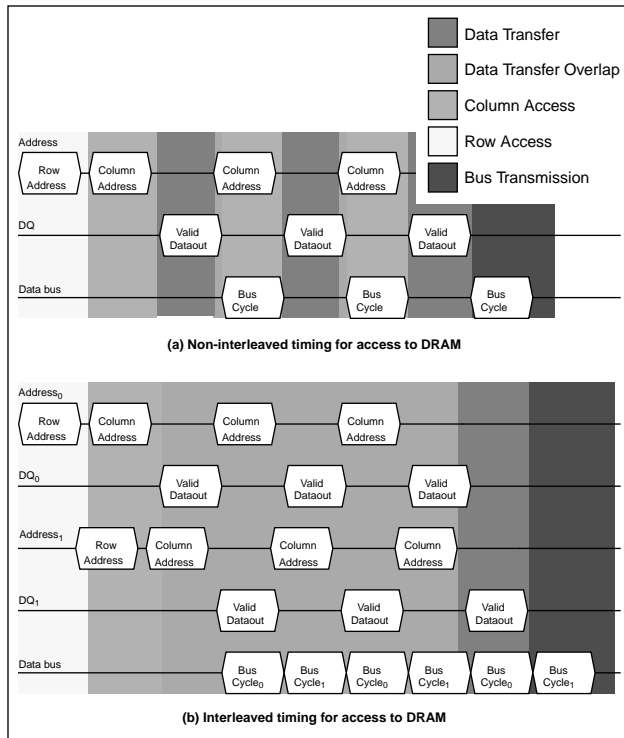 Data Transfer
Data Transfer Overlap
Column Access
Row Access
Bus Transmission
Address
Row
Address
Column
Address
Column
Address
Column
Address
DQ
Valid
Dataout
Valid
Dataout
Valid
Dataout
Data bus
Bus
Cycle
Bus
Cycle
Bus
Cycle
(a) Non-interleaved timing for access to DRAM
Address0
Row
Address
Column
Address
Column
Address
Column
Address
DQ0
Valid
Dataout
Valid
Dataout
Valid
Dataout
Address1
Row
Address
Column
Address
Column
Address
Column
Address
DQ1
Valid
Dataout
Valid
Dataout
Valid
Dataout
Data bus
Bus
Cycle0
Bus
Cycle1
Bus
Cycle0
Bus
Cycle1
Bus
Cycle0
Bus
Cycle1
(b) Interleaved timing for access to DRAM